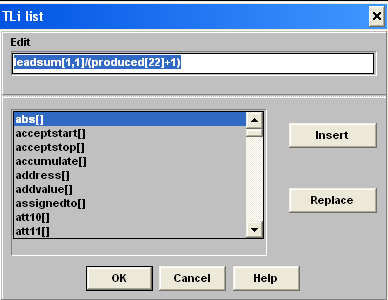 TLi list
Edit
leadsum[1,1]/(produced[22]+1)
abs[]
acceptstart[]
acceptstop[]
accumulate[]
address[]
addvalue[]
assignedto[]
att10[]
att11[]
Insert
Replace
OK
Cancel
Help